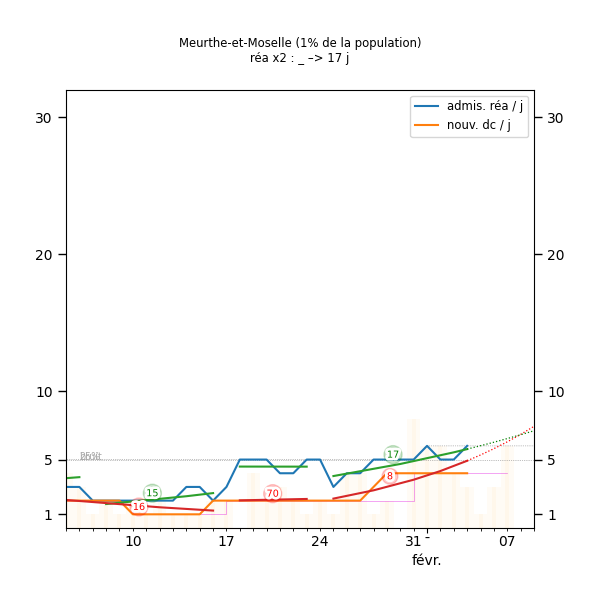 Meurthe-et-Moselle (1% de la population)
réa x2 : _ –> 17 j
admis. réa / j
nouv. dc / j
30 30
20 20
10 10
5 5
1 1
15
16
70
17
8
10 17 24 31 - 07
févr.